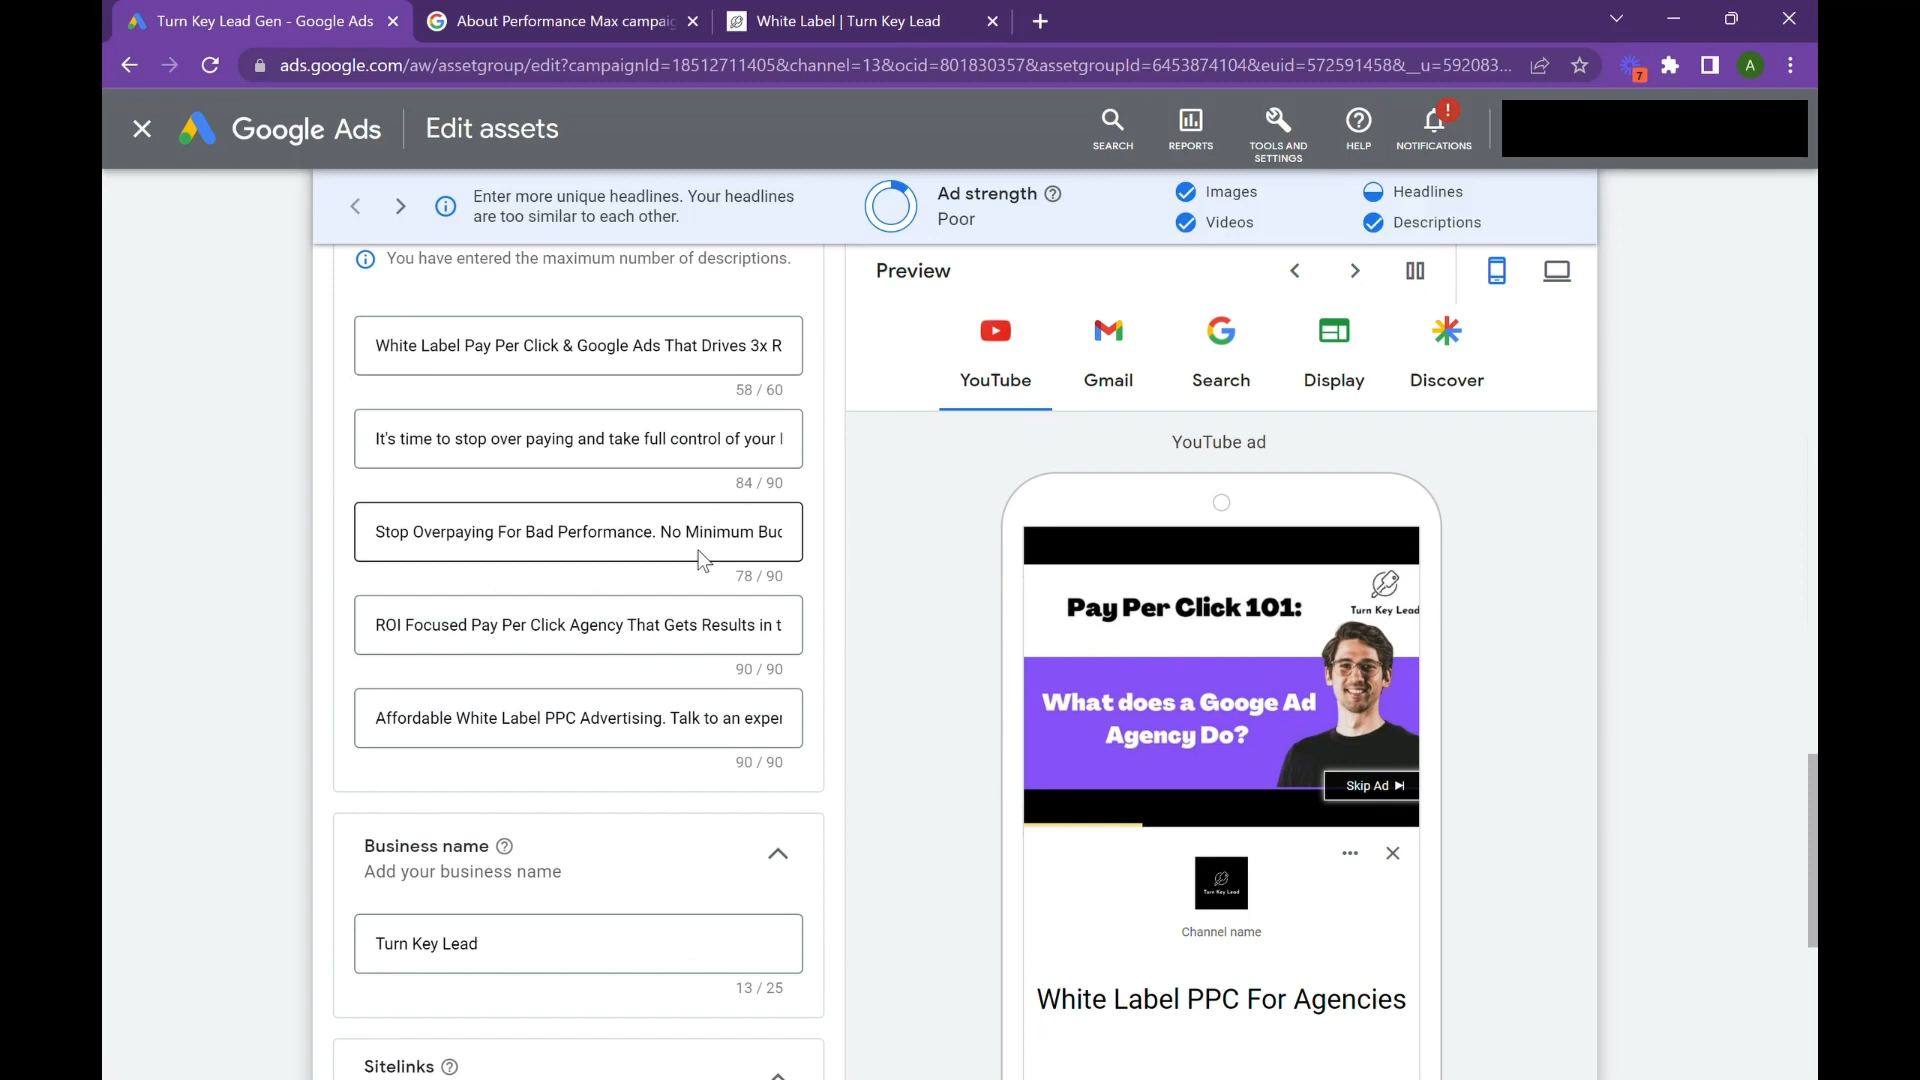 Turn Key Lead Gen - Google Ads
About Performance Max campaig
White Label | Turn Key Lead
ads.google.com/aw/assetgroup/edit?campaignId=18512711405&channel=13&ocid=801830357&assetgroupId=6453874104&euid=572591458&__u=592083...
7
A
Google Ads
Edit assets
SEARCH
REPORTS
TOOLS AND
SETTINGS
HELP
!
NOTIFICATIONS
Enter more unique headlines. Your headlines
are too similar to each other.
Ad strength
Poor
Images
Videos
Headlines
Descriptions
You have entered the maximum number of descriptions.
White Label Pay Per Click & Google Ads That Drives 3x R
58 / 60
It's time to stop over paying and take full control of your
84 / 90
Stop Overpaying For Bad Performance. No Minimum Buc
78 / 90
ROI Focused Pay Per Click Agency That Gets Results in t
90 / 90
Affordable White Label PPC Advertising. Talk to an exper
90 / 90
Business name
Add your business name
Turn Key Lead
13 / 25
Sitelinks
Preview
YouTube
Gmail
Search
Display
Discover
YouTube ad
Pay Per Click 101:
Turn Key Lead
What does a Googe Ad
Agency Do?
Skip Ad
Turn Key Lead
Channel name
White Label PPC For Agencies